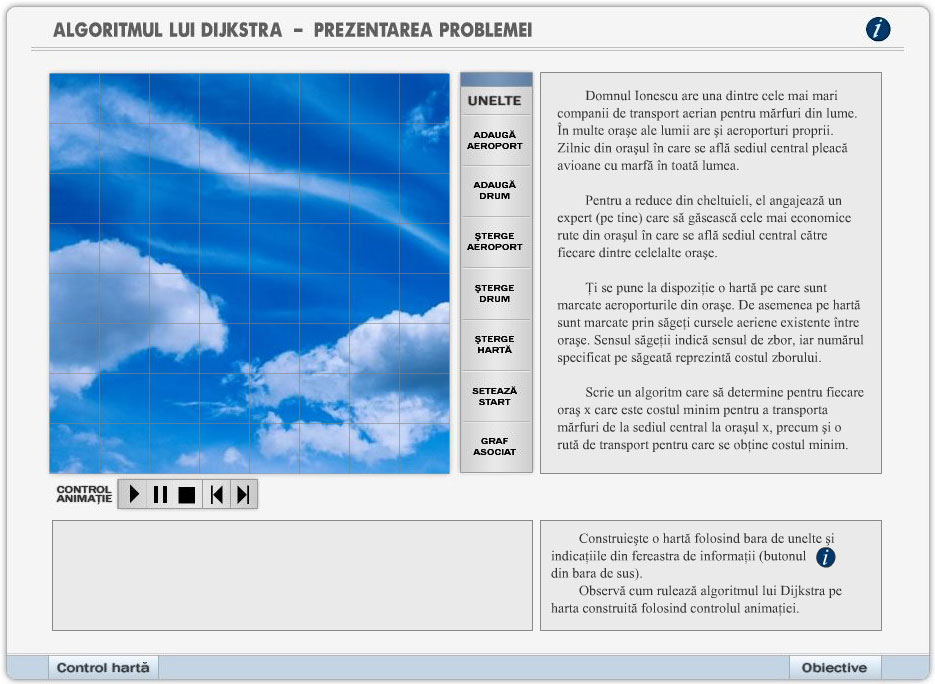 ALGORITMUL LUI DIJKSTRA – PREZENTAREA PROBLEMEI
i
UNELTE
ADAUGĂ
AEROPORT
ADAUGĂ
DRUM
ŞTERGE
AEROPORT
ŞTERGE
DRUM
ŞTERGE
HARTĂ
SETEAZĂ
START
GRAF
ASOCIAT
Domnul Ionescu are una dintre cele mai mari
companii de transport aerian pentru mărfuri din lume.
În multe oraşe ale lumii are şi aeroporturi proprii.
Zilnic din oraşul în care se află sediul central pleacă
avioane cu marfă în toată lumea.
Pentru a reduce din cheltuieli, el angajează un
expert (pe tine) care să găsească cele mai economice
rute din oraşul în care se află sediul central către
fiecare dintre celelalte oraşe.
Ţi se pune la dispoziţie o hartă pe care sunt
marcate aeroporturile din oraşe. De asemenea pe hartă
sunt marcate prin săgeţi cursele aeriene existente între
oraşe. Sensul săgeţii indică sensul de zbor, iar numărul
specificat pe săgeată reprezintă costul zborului.
Scrie un algoritm care să determine pentru fiecare
oraş x care este costul minim pentru a transporta
mărfuri de la sediul central la oraşul x, precum şi o
rută de transport pentru care se obţine costul minim.
CONTROL
ANIMAŢIE
Construieşte o hartă folosind bara de unelte şi
indicaţiile din fereastra de informaţii (butonul i
din bara de sus).
Observă cum rulează algoritmul lui Dijkstra pe
harta construită folosind controlul animaţiei.
Control hartă
Obiective